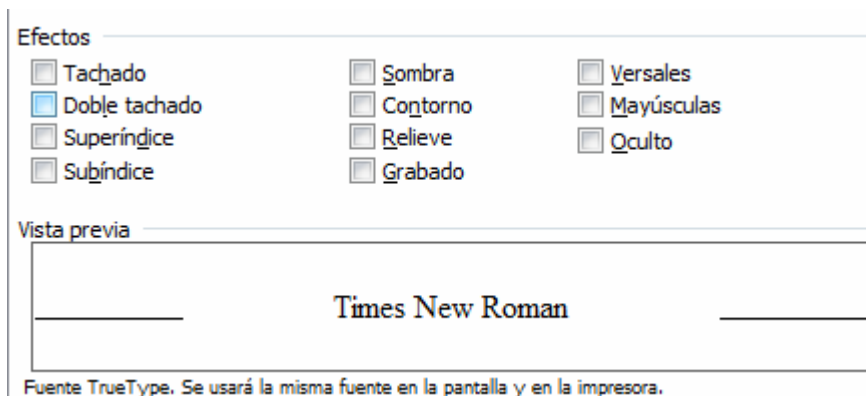 Efectos
Tachado
Doble tachado
Superíndice
Subíndice
Sombra
Contorno
Relieve
Grabado
Versales
Mayúsculas
Oculto
Vista previa
Times New Roman
Fuente TrueType. Se usará la misma fuente en la pantalla y en la impresora.